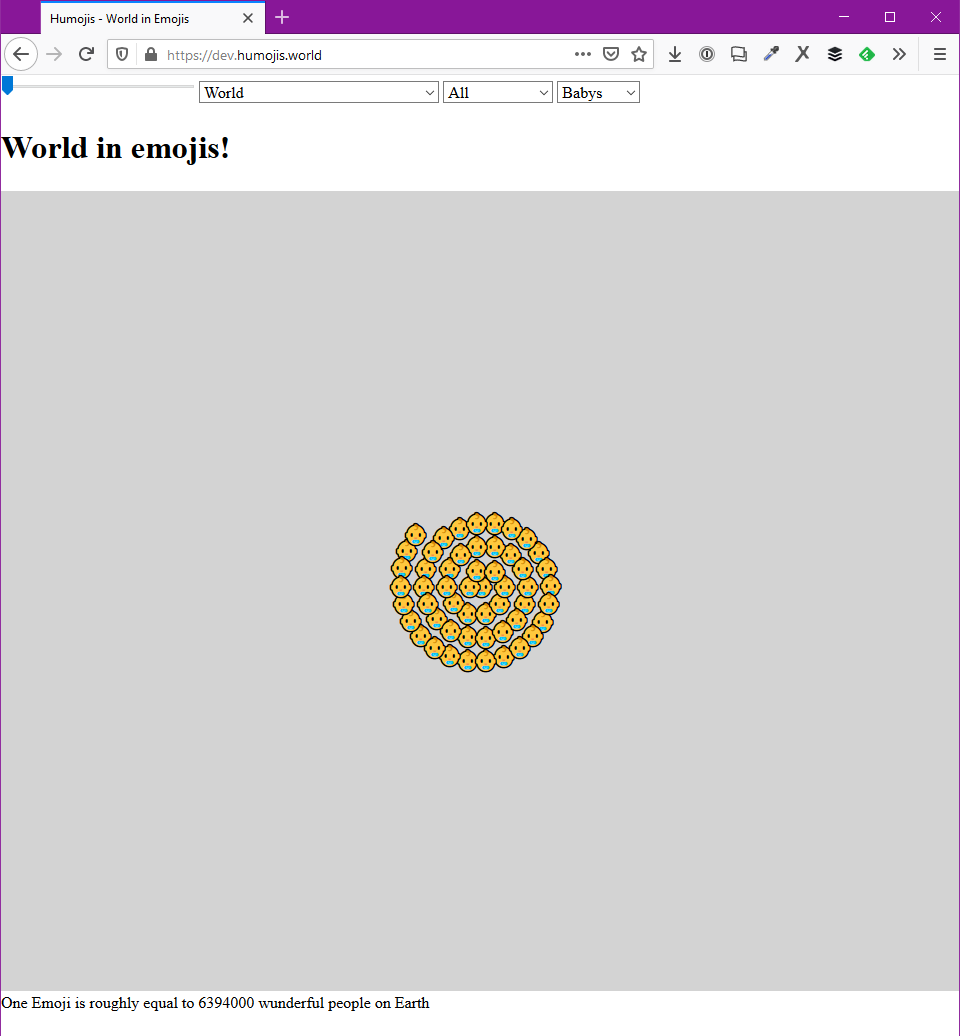 Humojis - World in Emojis
https://dev.humojis.world
World All Babys
World in emojis!
One Emoji is roughly equal to 6394000 wunderful people on Earth